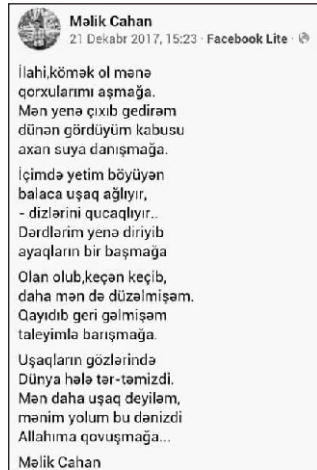 Məlik Cahan
21 Dekabr 2017, 15:23 · Facebook Lite ·
İlahi,kömək ol mənə
qorxularımı aşmağa.
Mən yenə çıxıb gedirəm
dünən gördüyüm kabusu
axan suya danışmağa.
İçimdə yetim böyüyən
balaca uşaq ağlıyır,
- dizlərini qucaqlıyır..
Dərdlərim yenə diriyib
ayaqların bir başmağa
Olan olub,keçən keçib,
daha mən də düzəlmişəm.
Qayıdıb geri gəlmişəm
taleyimlə barışmağa.
Uşaqların gözlərində
Dünya hələ tər-təmizdi.
Mən daha uşaq deyiləm,
mənim yolum bu dənizdi
Allahıma qovuşmağa...
Məlik Cahan